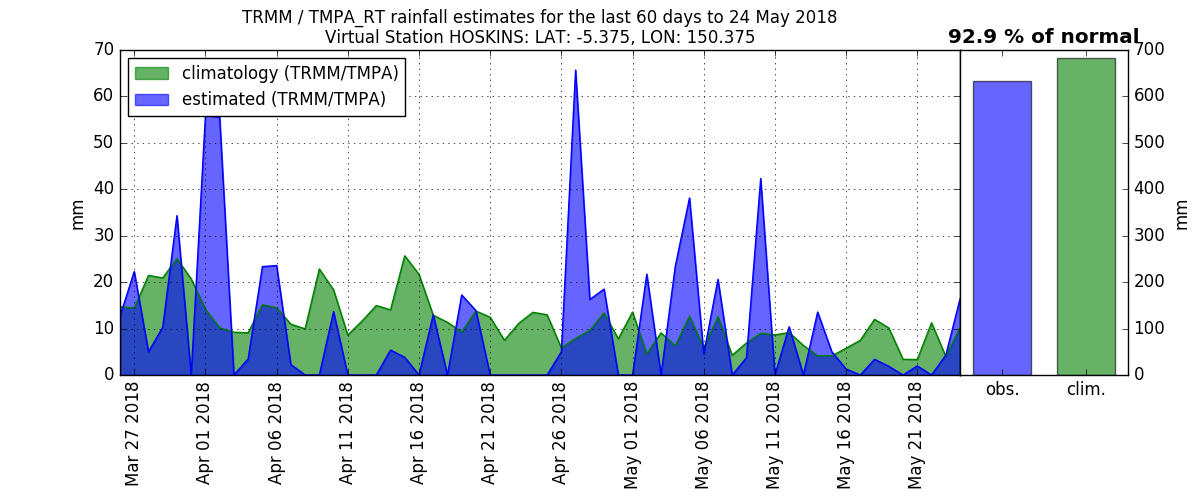 TRMM / TMPA_RT rainfall estimates for the last 60 days to 24 May 2018
Virtual Station HOSKINS: LAT: -5.375, LON: 150.375
92.9 % of normal
climatology (TRMM/TMPA)
estimated (TRMM/TMPA)
mm
70
60
50
40
30
20
10
0
Mar 27 2018
Apr 01 2018
Apr 06 2018
Apr 11 2018
Apr 16 2018
Apr 21 2018
Apr 26 2018
May 01 2018
May 06 2018
May 11 2018
May 16 2018
May 21 2018
700
600
500
400
300
200
100
0
mm
obs.
clim.